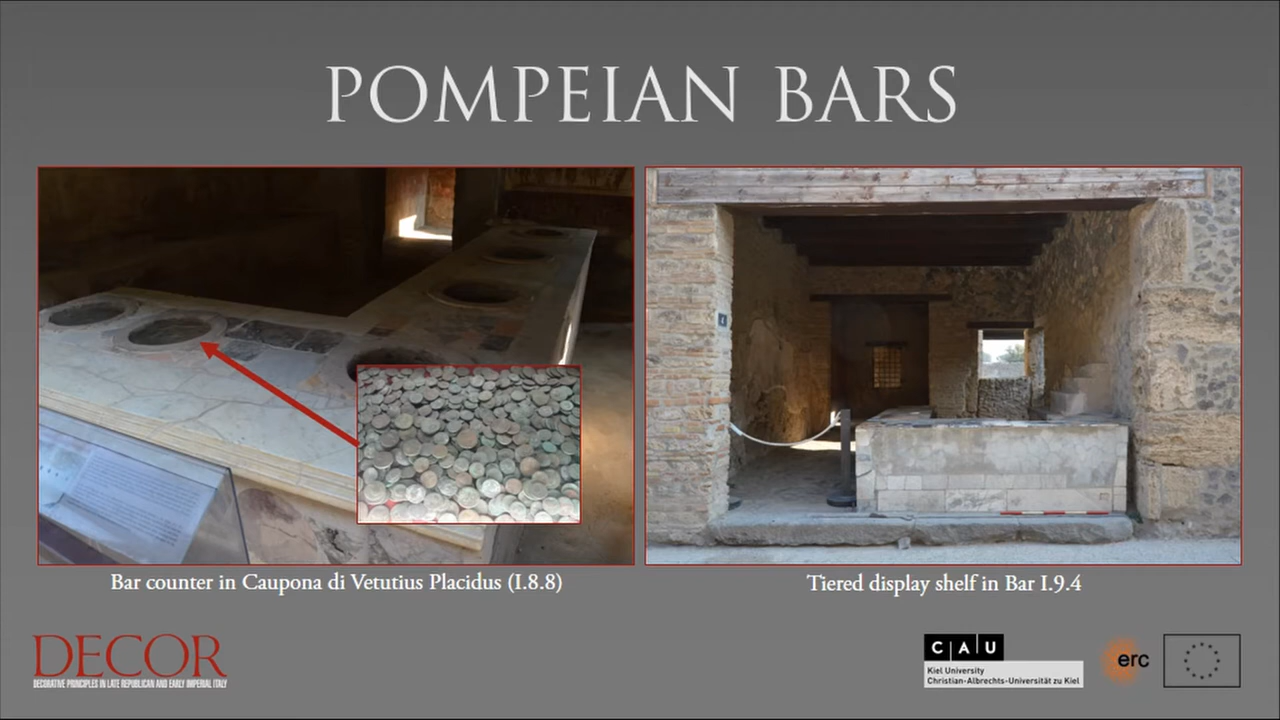 POMPEIAN BARS
Bar counter in Caupona di Vetutius Placidus (I.8.8)
Tiered display shelf in Bar I.9.4
DECOR
DECORATIVE PRINCIPLES IN LATE REPUBLICAN AND EARLY IMPERIAL ITALY
CAU
Kiel University
Christian-Albrechts-Universität zu Kiel
erc